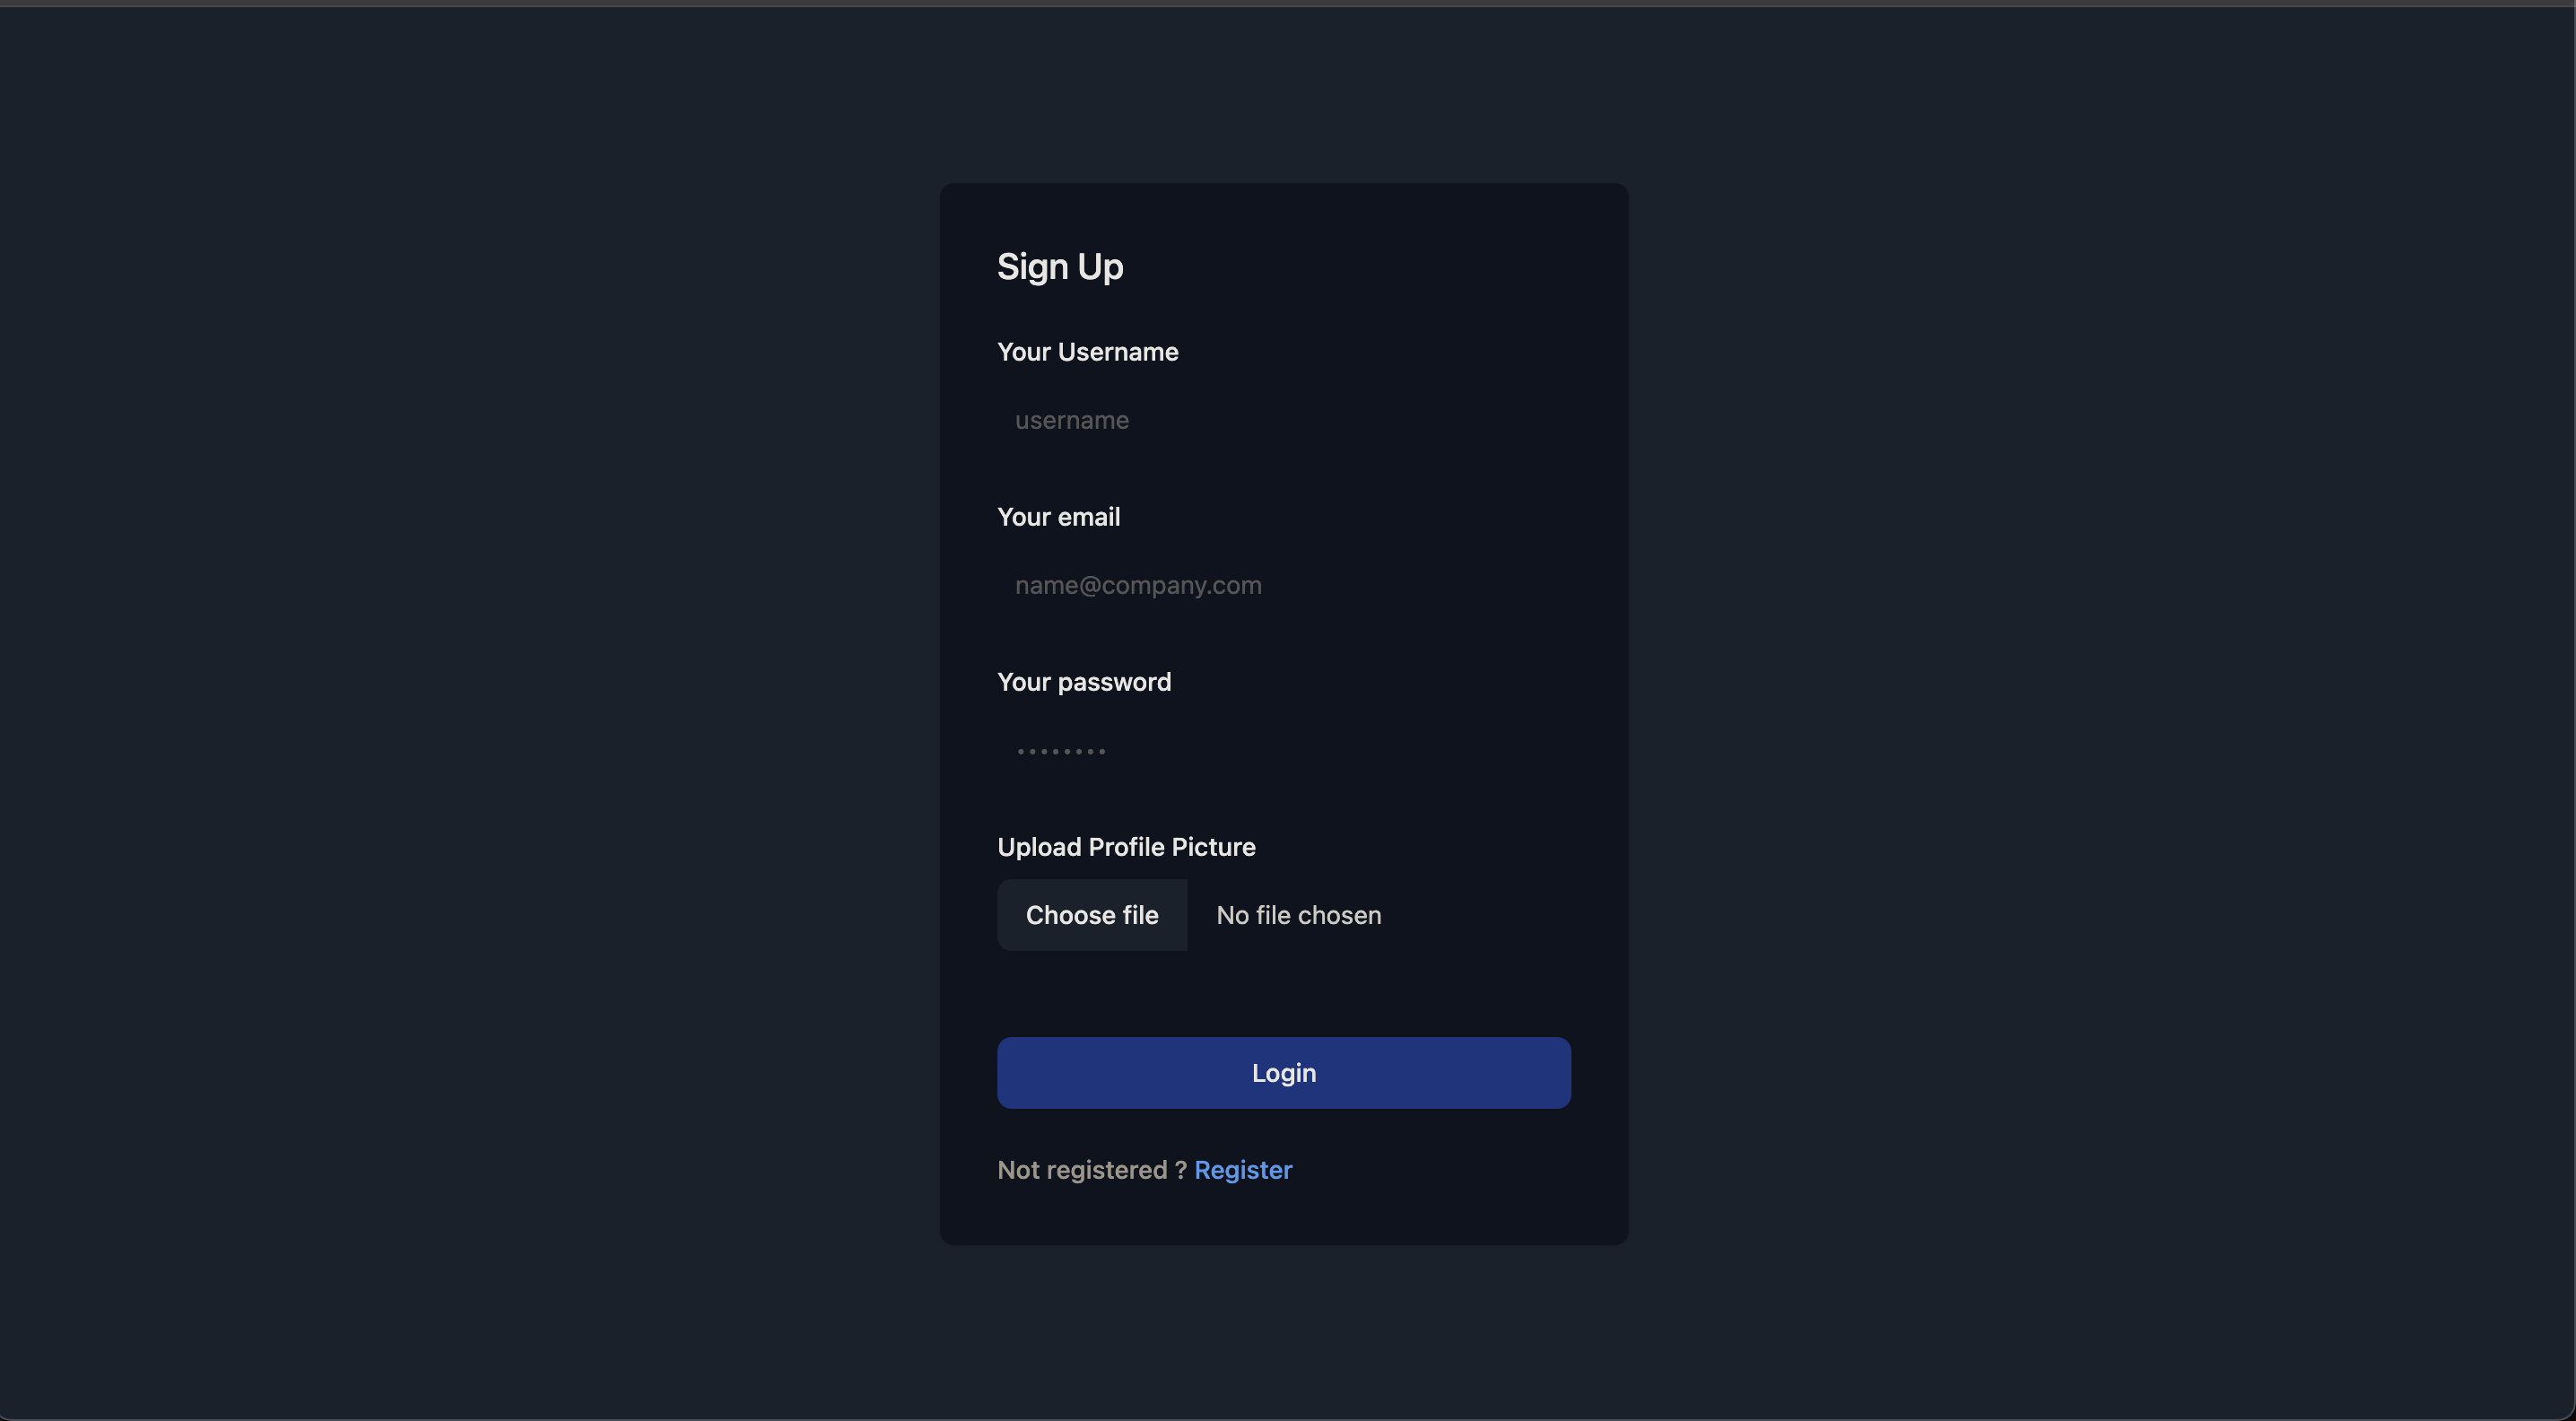 Sign Up
Your Username
username
Your email
name@company.com
Your password
••••••••
Upload Profile Picture
Choose file No file chosen
Login
Not registered ? Register